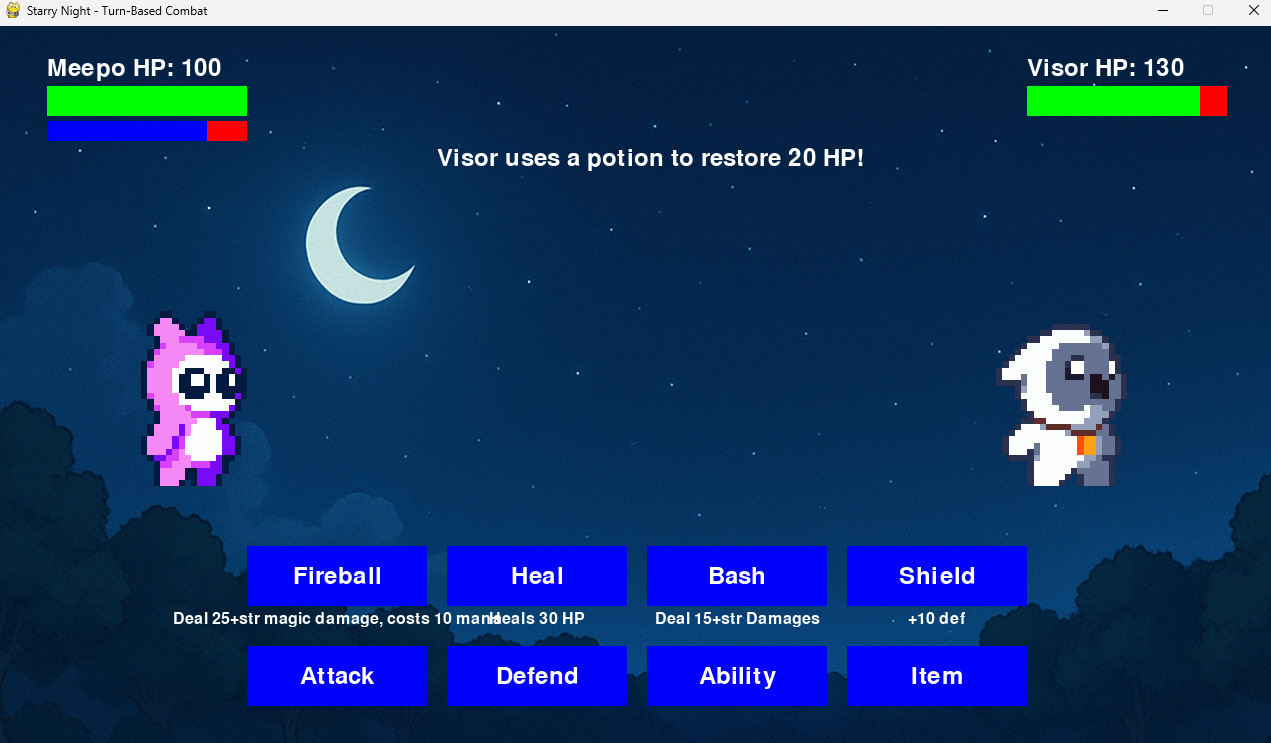 Starry Night - Turn-Based Combat
Meepo HP: 100
Visor HP: 130
Visor uses a potion to restore 20 HP!
Fireball
Heal
Bash
Shield
Deal 25+str magic damage, costs 10 mana
Heals 30 HP
Deal 15+str Damages
+10 def
Attack
Defend
Ability
Item